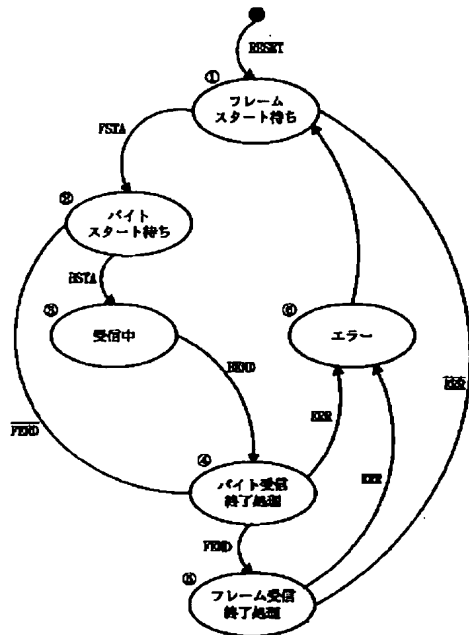 RESET
①
フレーム
スタート待ち
FSTA
②
バイト
スタート待ち
BSTA
③
受信中
⑥
エラー
BEND
ERR
ERR
FEND
④
バイト受信
終了処理
ERR
FEND
⑤
フレーム受信
終了処理